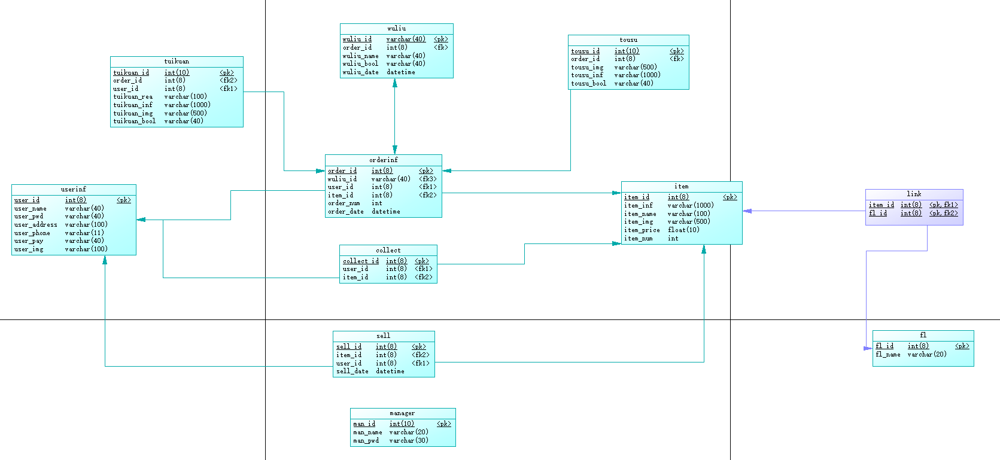 wuliu
wuliu_id varchar(40) <pk>
order_id int(8) <fk>
wuliu_name varchar(40)
wuliu_bool varchar(40)
wuliu_date datetime
tousu
tousu_id int(10) <pk>
order_id int(8) <fk>
tousu_img varchar(500)
tousu_inf varchar(1000)
tousu_bool varchar(40)
tuikuan
tuikuan_id int(10) <pk>
order_id int(8) <fk2>
user_id int(8) <fk1>
tuikuan_rea varchar(100)
tuikuan_inf varchar(1000)
tuikuan_img varchar(500)
tuikuan_bool varchar(40)
orderinf
order_id int(8) <pk>
wuliu_id varchar(40) <fk3>
user_id int(8) <fk1>
item_id int(8) <fk2>
order_num int
order_date datetime
userinf
user_id int(8) <pk>
user_name varchar(40)
user_pwd varchar(40)
user_address varchar(100)
user_phone varchar(11)
user_pay varchar(40)
user_img varchar(100)
item
item_id int(8) <pk>
item_inf varchar(1000)
item_name varchar(100)
item_img varchar(500)
item_price float(10)
item_num int
link
item_id int(8) <pk,fk1>
fl_id int(8) <pk,fk2>
collect
collect_id int(8) <pk>
user_id int(8) <fk1>
item_id int(8) <fk2>
sell
sell_id int(8) <pk>
item_id int(8) <fk2>
user_id int(8) <fk1>
sell_date datetime
fl
fl_id int(8) <pk>
fl_name varchar(20)
manager
man_id int(10) <pk>
man_name varchar(20)
man_pwd varchar(30)